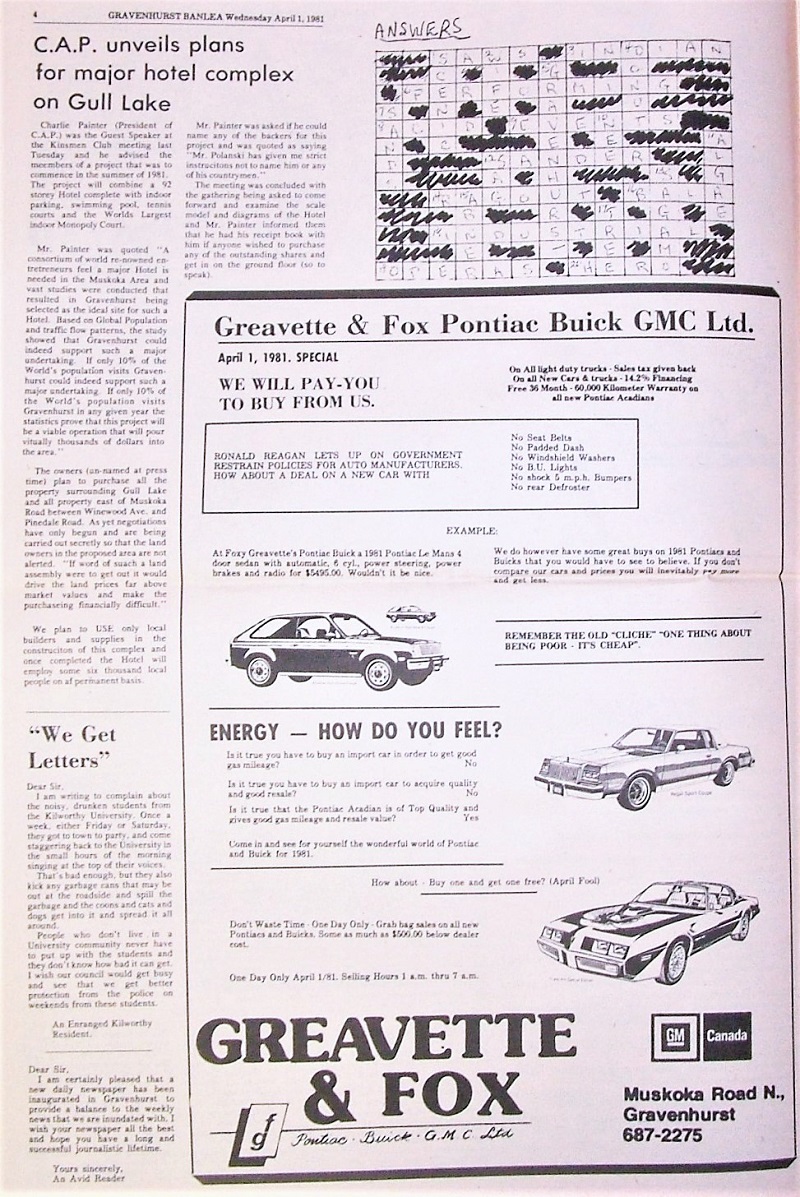 4
GRAVENHURST BANLEA Wednesday April 1, 1981
C.A.P. unveils plans
for major hotel complex
on Gull Lake
Charlie Painter (President of
C.A.P.) was the Guest Speaker at
the Kinsmen Club meeting last
Tuesday and he advised the
members of a project that was to
commence in the summer of 1981.
The project will combine a 92
storey Hotel complete with indoor
parking, swimming pool, tennis
courts and the Worlds Largest
indoor Monopoly Court.
Mr. Painter was quoted "A
consortium of world re-owned en-
tretreneurs feel a major Hotel is
needed in the Muskoka Area and
vast studies were conducted that
resulted in Gravenhurst being
selected as the ideal site for such a
Hotel. Based on Global Population
and traffic flow patterns, the study
showed that Gravenhurst could
indeed support such a major
undertaking. If only 10% of the
World's population visits Graven-
hurst could indeed support such a
major undertaking. If only 10% of
the World's population visits
Gravenhurst in any given year the
statistics prove that this project will
be a viable operation that will pour
vitually thousands of dollars into
the area."
The owners (un-named at press
time) plan to purchase all the
property surrounding Gull Lake
and all property east of Muskoka
Road between Winewood Ave. and
Pinedale Road. As yet negotiations
have only begun and are being
carried out secretly so that the land
owners in the proposed area are not
alerted. "If word of suach a land
assembly were to get out it would
drive the land prices far above
market values and make the
purchaseing financially difficult."
We plan to USE only local
builders and supplies in the
construciton of this complex and
once completed the Hotel will
employ some six thousand local
people on af permanent basis.
Mr. Painter was asked if he could
name any of the backers for this
project and was quoted as saying
"Mr. Polanski has given me strict
instrucitons not to name him or any
of his countrymen."
The meeting was concluded with
the gathering being asked to come
forward and examine the scale
model and diagrams of the Hotel
and Mr. Painter informed them
that he had his receipt book with
him if anyone wished to purchase
any of the outstanding shares and
get in on the ground floor (so to
speak).
"We Get
Letters"
Dear Sir,
I am writing to complain about
the noisy, drunken students from
the Kilworthy University. Once a
week, either Friday or Saturday,
they got to town to party, and come
staggering back to the University in
the small hours of the morning
singing at the top of their voices.
That's bad enough, but they also
kick any garbage cans that may be
out at the roadside and spill the
garbage and the coons and cats and
dogs get into it and spread it all
around.
People who don't live in a
University community never have
to put up with the students and
they don't know how bad it can get.
I wish our council would get busy
and see that we get better
protection from the police on
weekends from these students.
An Enranged Kilworthy
Resident.
Dear Sir,
I am certainly pleased that a
new daily newspaper has been
inaugurated in Gravenhurst to
provide a balance to the weekly
news that we are inundated with. I
wish your newspaper all the best
and hope you have a long and
successful journalistic lifetime.
Yours sincerely,
An Avid Reader
ANSWERS
INDIAN
PERFORMING
ACID EVENTS
SANDER
INDUSTRIAL
OPERAS HERO
Greavette & Fox Pontiac Buick GMC Ltd.
April 1, 1981. SPECIAL
WE WILL PAY-YOU
TO BUY FROM US.
On All light duty trucks - Sales tax given back
On all New Cars & trucks - 14.2% Financing
Free 36 Month - 60,000 Kilometer Warranty on
all new Pontiac Acadians
RONALD REAGAN LETS UP ON GOVERNMENT
RESTRAIN POLICIES FOR AUTO MANUFACTURERS.
HOW ABOUT A DEAL ON A NEW CAR WITH
No Seat Belts
No Padded Dash
No Windshield Washers
No B.U. Lights
No shock 5 m.p.h. Bumpers
No rear Defroster
EXAMPLE:
At Foxy Greavette's Pontiac Buick a 1981 Pontiac Le Mans 4
door sedan with automatic, 6 cyl., power steering, power
brakes and radio for $5495.00. Wouldn't it be nice.
We do however have some great buys on 1981 Pontiacs and
Buicks that you would have to see to believe. If you don't
compare our cars and prices you will inevitably pay more
and get less.
REMEMBER THE OLD "CLICHE" "ONE THING ABOUT
BEING POOR - IT'S CHEAP".
ENERGY — HOW DO YOU FEEL?
Is it true you have to buy an import car in order to get good
gas mileage? No
Is it true you have to buy an import car to acquire quality
and good resale? No
Is it true that the Pontiac Acadian is of Top Quality and
gives good gas mileage and resale value? Yes
Come in and see for yourself the wonderful world of Pontiac
and Buick for 1981.
Regal Sport Coupe
How about - Buy one and get one free? (April Fool)
Don't Waste Time - One Day Only - Grab bag sales on all new
Pontiacs and Buicks. Some as much as $500.00 below dealer
cost.
One Day Only April 1/81. Selling Hours 1 a.m. thru 7 a.m.
GREAVETTE
& FOX
gf
Pontiac - Buick - G.M.C Ltd
GM
Canada
Muskoka Road N.,
Gravenhurst
687-2275